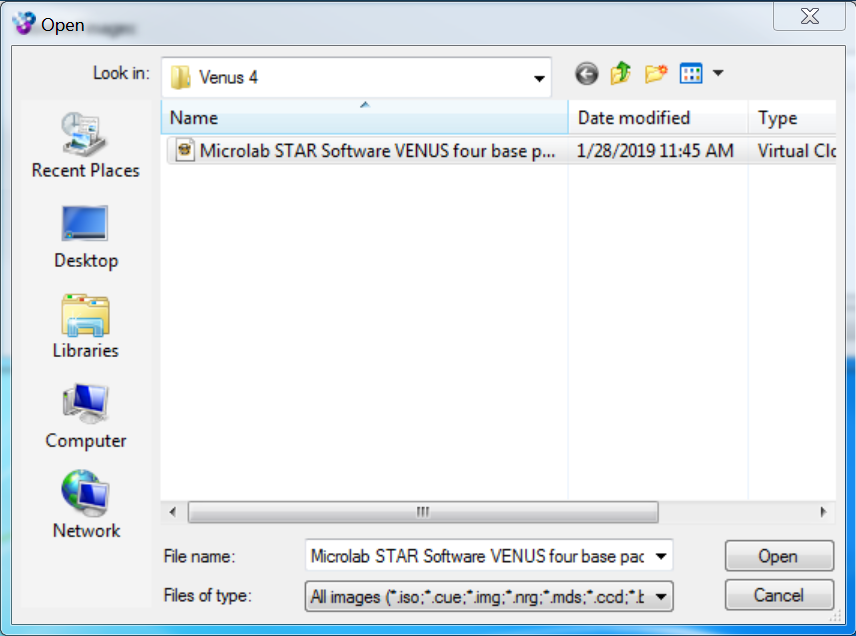 Open
Look in: Venus 4
Name Date modified Type
Microlab STAR Software VENUS four base p... 1/28/2019 11:45 AM Virtual Clo
Recent Places
Desktop
Libraries
Computer
Network
File name: Microlab STAR Software VENUS four base pac Open
Files of type: All images (*.iso;*.cue;*.img;*.nrg;*.mds;*.ccd;*.b Cancel